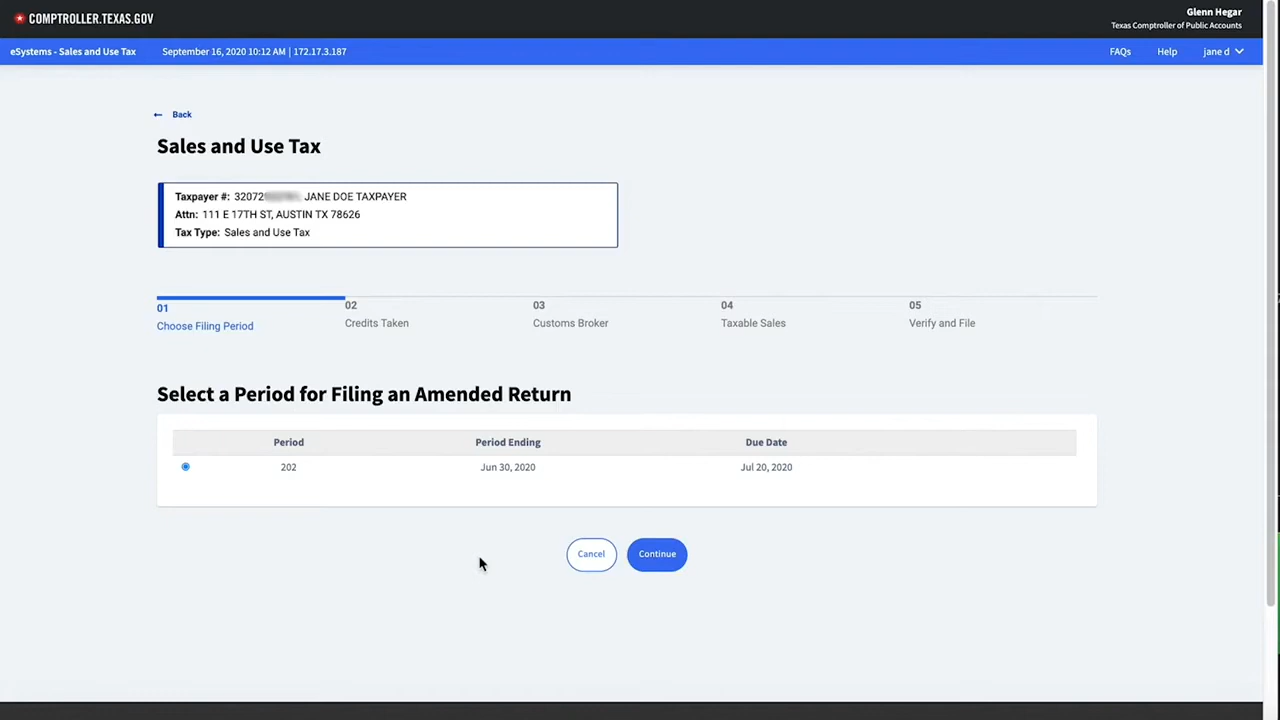 COMPTROLLER.TEXAS.GOV
Glenn Hegar
Texas Comptroller of Public Accounts
eSystems - Sales and Use Tax September 16, 2020 10:12 AM | 172.17.3.187 FAQs Help jane d
← Back
Sales and Use Tax
Taxpayer #: 32072 JANE DOE TAXPAYER
Attn: 111 E 17TH ST, AUSTIN TX 78626
Tax Type: Sales and Use Tax
01 02 03 04 05
Choose Filing Period Credits Taken Customs Broker Taxable Sales Verify and File
Select a Period for Filing an Amended Return
Period Period Ending Due Date
202 Jun 30, 2020 Jul 20, 2020
Cancel Continue